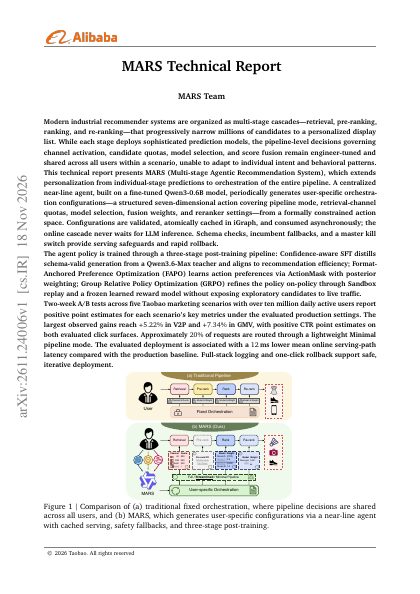 Alibaba
MARS Technical Report
MARS Team
Modern industrial recommender systems are organized as multi-stage cascades—retrieval, pre-ranking,
ranking, and re-ranking—that progressively narrow millions of candidates to a personalized display
list. While each stage deploys sophisticated prediction models, the pipeline-level decisions governing
channel activation, candidate quotas, model selection, and score fusion remain engineer-tuned and
shared across all users within a scenario, unable to adapt to individual intent and behavioral patterns.
This technical report presents MARS (Multi-stage Agentic Recommendation System), which extends
personalization from individual-stage predictions to orchestration of the entire pipeline. A centralized
near-line agent, built on a fine-tuned Qwen3-0.6B model, periodically generates user-specific orchestra-
tion configurations—a structured seven-domain action covering pipeline mode, retrieval-channel
quotas, model selection, fusion weights, and reranker settings—from a formally constrained action
space. Configurations are validated, atomically cached in iGraph, and consumed asynchronously; the
online cascade never waits for LLM inference. Schema checks, incumbent fallbacks, and a master kill
switch provide serving safeguards and rapid rollback.
The agent policy is trained through a three-stage post-training pipeline: Confidence-aware SFT distills
schema-valid generation from a Qwen3.6-Max teacher and aligns to recommendation efficiency; Format-
Anchored Preference Optimization (FAPO) learns action preferences via ActionMask with posterior
weighting; Group Relative Policy Optimization (GRPO) refines the policy on-policy through Sandbox
replay and a frozen learned reward model without exposing exploratory candidates to live traffic.
Two-week A/B tests across five Taobao marketing scenarios with over ten million daily active users report
positive point estimates for each scenario's key metrics under the evaluated production settings. The
largest observed gains reach +5.22% in V2P and +7.34% in GMV, with positive CTR point estimates on
both evaluated click surfaces. Approximately 20% of requests are routed through a lightweight Minimal
pipeline mode. The evaluated deployment is associated with a 12 ms lower mean online serving-path
latency compared with the production baseline. Full-stack logging and one-click rollback support safe,
iterative deployment.
(a) Traditional Pipeline
Retrieval
Pre-rank
Rank
Re-rank
User
Fixed Orchestration
(b) MARS (Ours)
Retrieval
Pre-rank
Rank
Re-rank
MARS
User-specific Orchestration
Figure 1 | Comparison of (a) traditional fixed orchestration, where pipeline decisions are shared
across all users, and (b) MARS, which generates user-specific configurations via a near-line agent
with cached serving, safety fallbacks, and three-stage post-training.
© 2026 Taobao. All rights reserved
arXiv:2611.24006v1 [cs.IR] 18 Nov 2026